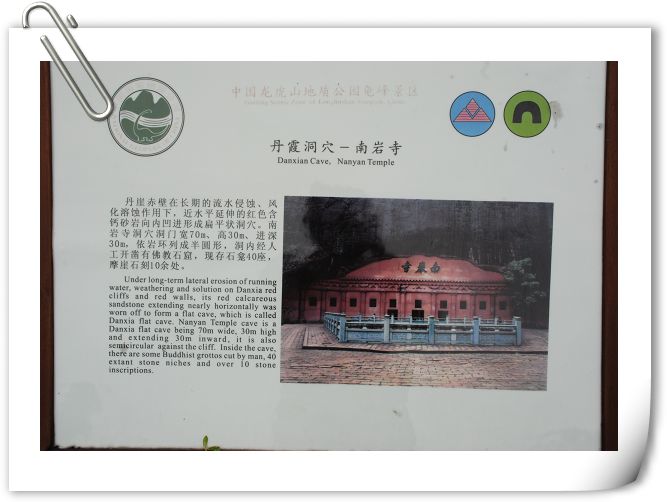 中国龙虎山地质公园龟峰景区
丹霞洞穴－南岩寺
Danxian Cave, Nanyan Temple
丹崖赤壁在长期的流水侵蚀、风
化溶蚀作用下，近水平延伸的红色含
钙砂岩向内凹进形成扁平状洞穴。南
岩寺洞穴洞门宽70m、高30m、进深
30m，依岩环列成半圆形，洞内经人
工开凿有佛教石窟，现存石龛40座，
摩崖石刻10余处。
Under long-term lateral erosion of running
water, weathering and solution on Danxia red
cliffs and red walls, its red calcareous
sandstone extending nearly horizontally was
worn off to form a flat cave, which is called
Danxia flat cave. Nanyan Temple cave is a
Danxia flat cave being 70m wide, 30m high
and extending 30m inward, it is also
semicircular against the cliff. Inside the cave,
there are some Buddhist grottos cut by man, 40
extant stone niches and over 10 stone
inscriptions.
寺巖南